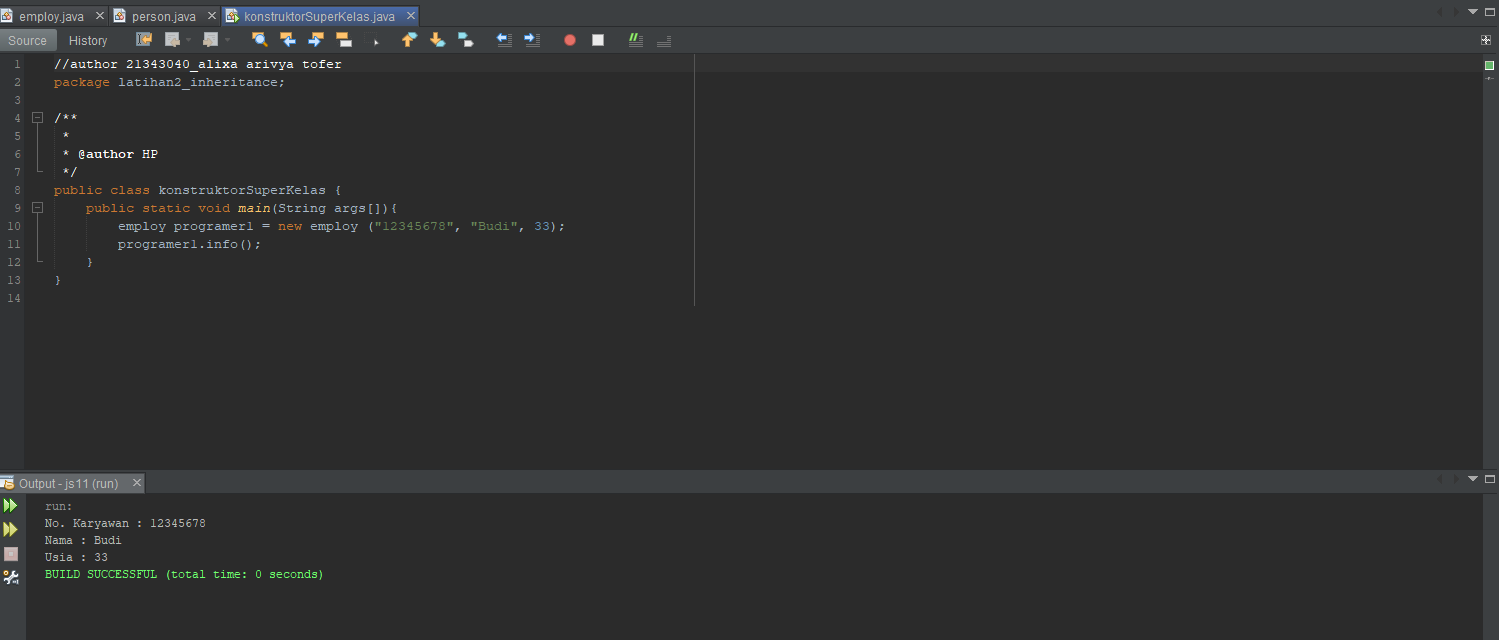 employ.java person.java konstruktorSuperKelas.java
Source History
1 //author 21343040_alixa arivya tofer
2 package latihan2_inheritance;
3
4 /**
5 *
6 * @author HP
7 */
8 public class konstruktorSuperKelas {
9 public static void main(String args[]){
10 employ programer1 = new employ ("12345678", "Budi", 33);
11 programer1.info();
12 }
13 }
14
Output - js11 (run)
run:
No. Karyawan : 12345678
Nama : Budi
Usia : 33
BUILD SUCCESSFUL (total time: 0 seconds)